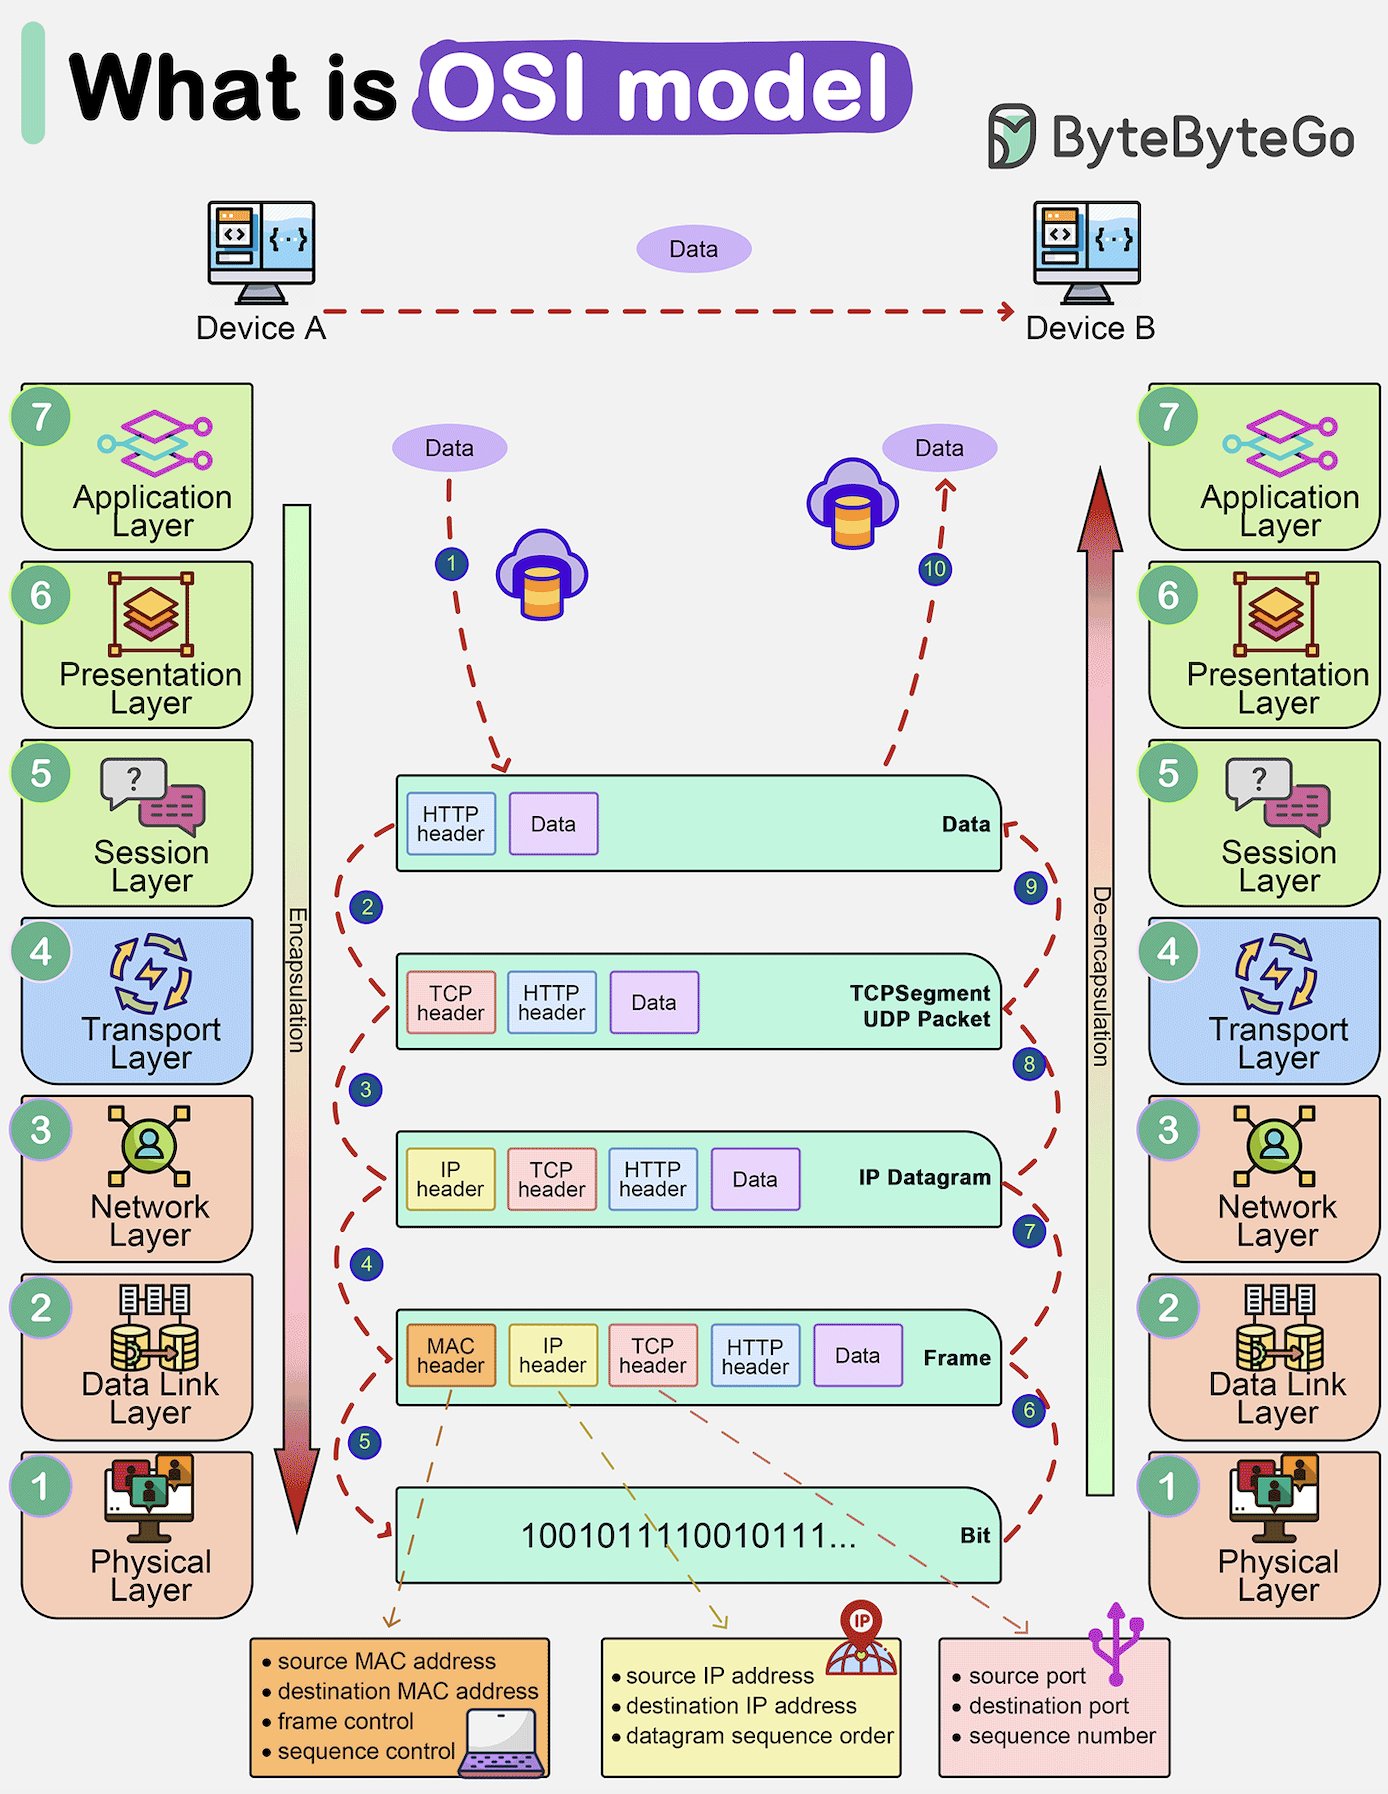 What is OSI model
ByteByteGo
Data
Device A
Device B
7
Application
Layer
6
Presentation
Layer
5
?
Session
Layer
4
Transport
Layer
3
Network
Layer
2
Data Link
Layer
1
Physical
Layer
Encapsulation
Data
1
Data
10
HTTP
header
Data
Data
2
9
TCP
header
HTTP
header
Data
TCPSegment
UDP Packet
3
8
IP
header
TCP
header
HTTP
header
Data
IP Datagram
4
7
MAC
header
IP
header
TCP
header
HTTP
header
Data
Frame
5
6
1001011110010111...
Bit
De-encapsulation
7
Application
Layer
6
Presentation
Layer
5
?
Session
Layer
4
Transport
Layer
3
Network
Layer
2
Data Link
Layer
1
Physical
Layer
• source MAC address
• destination MAC address
• frame control
• sequence control
IP
• source IP address
• destination IP address
• datagram sequence order
• source port
• destination port
• sequence number